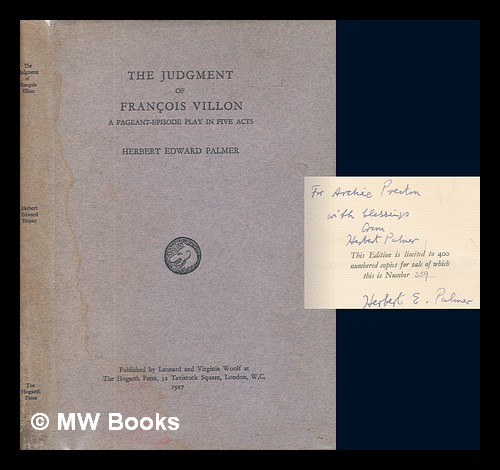 The
Judgment
of
François
Villon
Herbert
Edward
Palmer
The
Hogarth
Press
THE JUDGMENT
OF
FRANÇOIS VILLON
A PAGEANT-EPISODE PLAY IN FIVE ACTS
HERBERT EDWARD PALMER
Published by Leonard and Virginia Woolf at
The Hogarth Press, 52 Tavistock Square, London, W.C.
1927
For Archie Preston
with blessings
from
Herbert Palmer
This Edition is limited to 400
numbered copies for sale of which
this is Number 359
Herbert E. Palmer
© MW Books